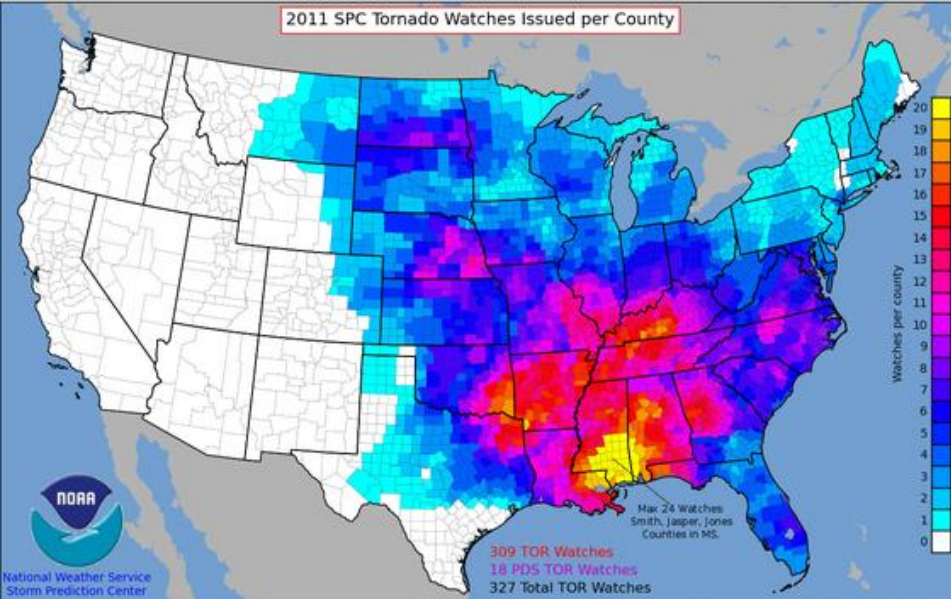 2011 SPC Tornado Watches Issued per County
20
19
18
17
16
15
14
13
12
11
10
9
8
7
6
5
4
3
2
1
0
Watches per county
Max 24 Watches
Smith, Jasper, Jones
Counties in MS.
309 TOR Watches
18 PDS TOR Watches
327 Total TOR Watches
NOAA
National Weather Service
Storm Prediction Center